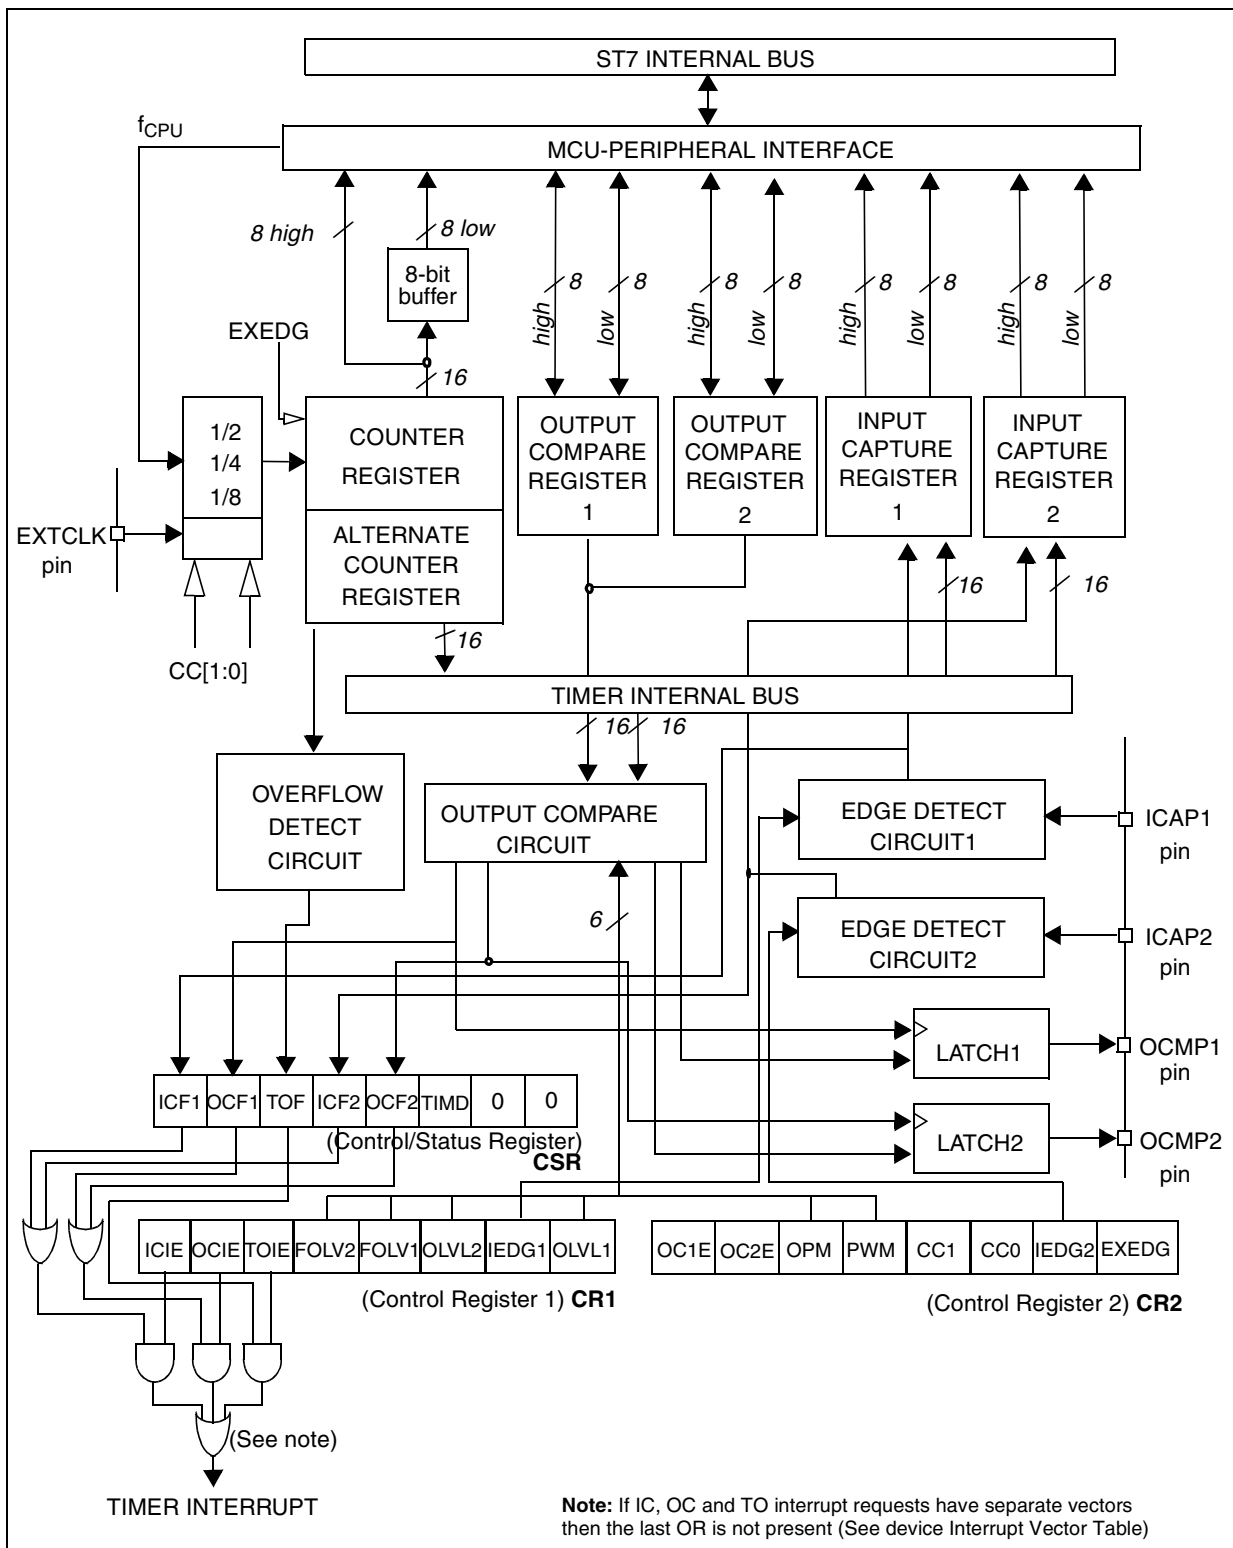 ST7 INTERNAL BUS
fCPU
MCU-PERIPHERAL INTERFACE
8 high
8 low
8-bit
buffer
8
8
8
8
8
8
8
8
high
low
high
low
high
low
high
low
EXEDG
16
1/2
1/4
1/8
COUNTER
REGISTER
ALTERNATE
COUNTER
REGISTER
OUTPUT
COMPARE
REGISTER
1
OUTPUT
COMPARE
REGISTER
2
INPUT
CAPTURE
REGISTER
1
INPUT
CAPTURE
REGISTER
2
EXTCLK
pin
CC[1:0]
16
16
16
TIMER INTERNAL BUS
16
16
OVERFLOW
DETECT
CIRCUIT
OUTPUT COMPARE
CIRCUIT
EDGE DETECT
CIRCUIT1
ICAP1
pin
6
EDGE DETECT
CIRCUIT2
ICAP2
pin
LATCH1
OCMP1
pin
LATCH2
OCMP2
pin
ICF1 OCF1 TOF ICF2 OCF2 TIMD 0 0
(Control/Status Register)
CSR
ICIE OCIE TOIE FOLV2 FOLV1 OLVL2 IEDG1 OLVL1
(Control Register 1) CR1
OC1E OC2E OPM PWM CC1 CC0 IEDG2 EXEDG
(Control Register 2) CR2
(See note)
TIMER INTERRUPT
Note: If IC, OC and TO interrupt requests have separate vectors
then the last OR is not present (See device Interrupt Vector Table)